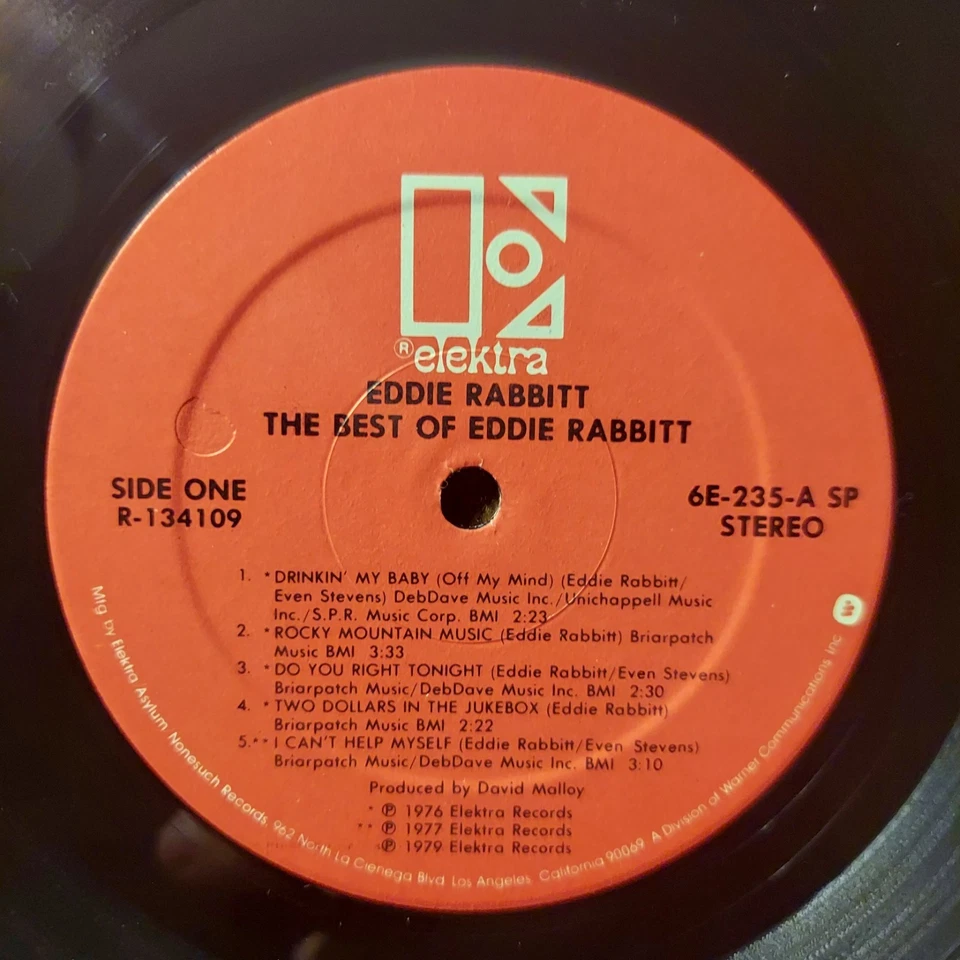 ® elektra
EDDIE RABBITT
THE BEST OF EDDIE RABBITT
SIDE ONE
R-134109
6E-235-A SP
STEREO
1. *DRINKIN' MY BABY (Off My Mind) (Eddie Rabbitt/
Even Stevens) DebDave Music Inc./Unichappell Music
Inc./S.P.R. Music Corp. BMI 2:23
2. *ROCKY MOUNTAIN MUSIC (Eddie Rabbitt) Briarpatch
Music BMI 3:33
3. *DO YOU RIGHT TONIGHT (Eddie Rabbitt/Even Stevens)
Briarpatch Music/DebDave Music Inc. BMI 2:30
4. *TWO DOLLARS IN THE JUKEBOX (Eddie Rabbitt)
Briarpatch Music BMI 2:22
5.**I CAN'T HELP MYSELF (Eddie Rabbitt/Even Stevens)
Briarpatch Music/DebDave Music Inc. BMI 3:10
Produced by David Malloy
* ℗ 1976 Elektra Records
** ℗ 1977 Elektra Records
℗ 1979 Elektra Records
Mfg. by Elektra/Asylum/Nonesuch Records, 962 North La Cienega Blvd. Los Angeles, California 90069 A Division of Warner Communications Inc.